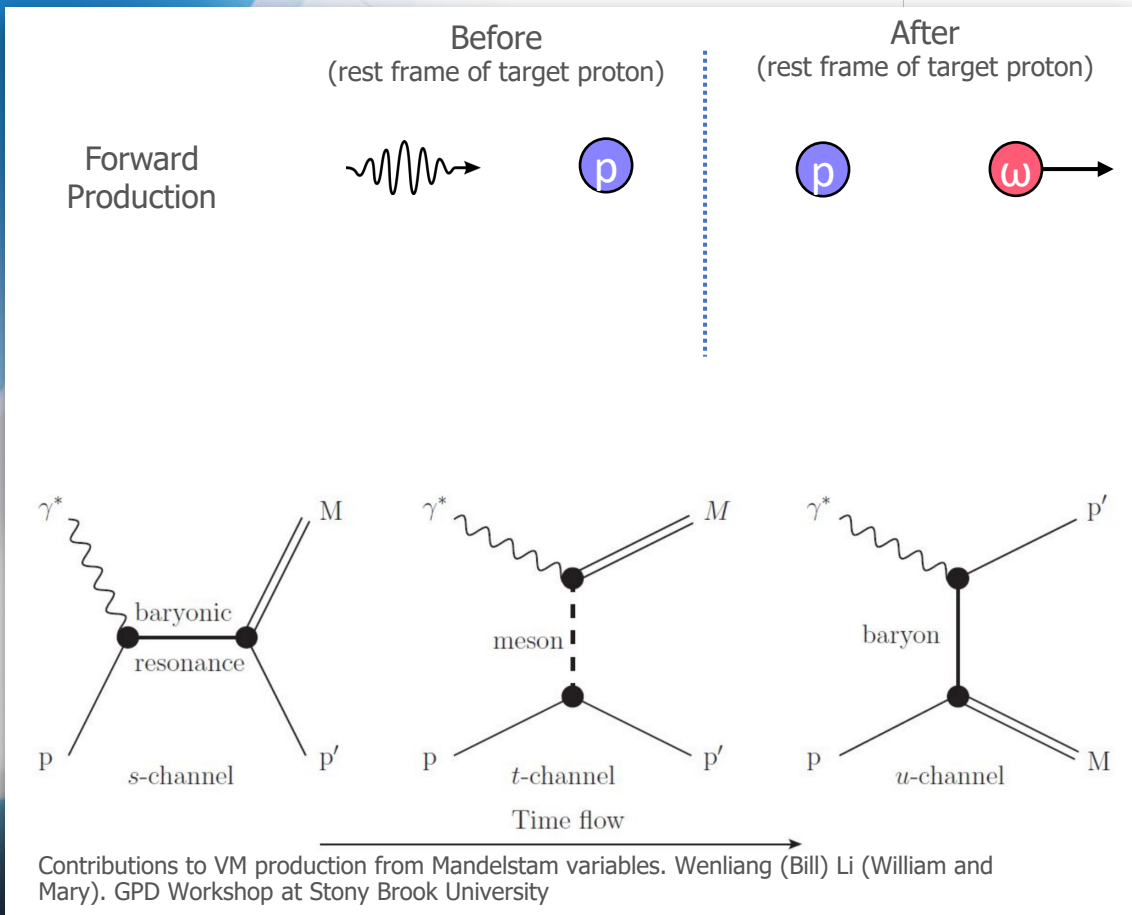 Before
(rest frame of target proton)
After
(rest frame of target proton)
Forward
Production
p
p
ω
γ*
M
baryonic
resonance
p
p′
s-channel
γ*
M
meson
p
p′
t-channel
γ*
p′
baryon
p
M
u-channel
Time flow
Contributions to VM production from Mandelstam variables. Wenliang (Bill) Li (William and
Mary). GPD Workshop at Stony Brook University